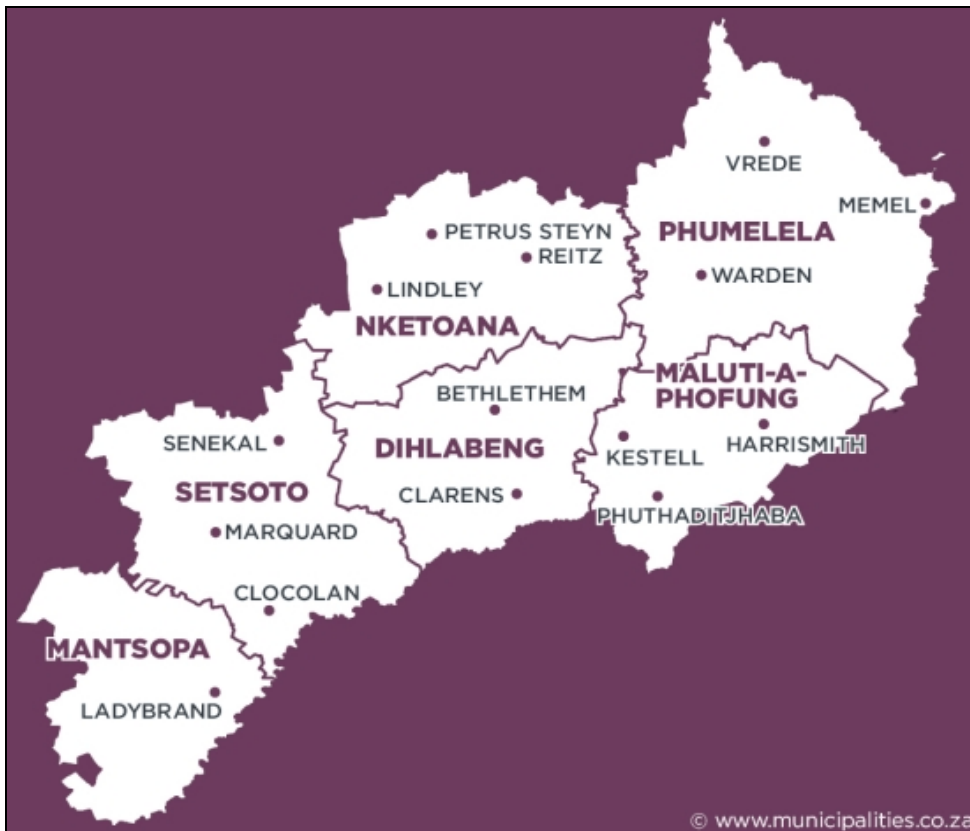 VREDE
MEMEL
PHUMELELA
PETRUS STEYN
REITZ
WARDEN
LINDLEY
NKETOANA
MALUTI-A-
PHOFUNG
BETHLETHEM
HARRISMITH
SENEKAL
DIHLABENG
KESTELL
SETSOTO
CLARENS
PHUTHADITJHABA
MARQUARD
CLOCOLAN
MANTSOPA
LADYBRAND
© www.municipalities.co.za